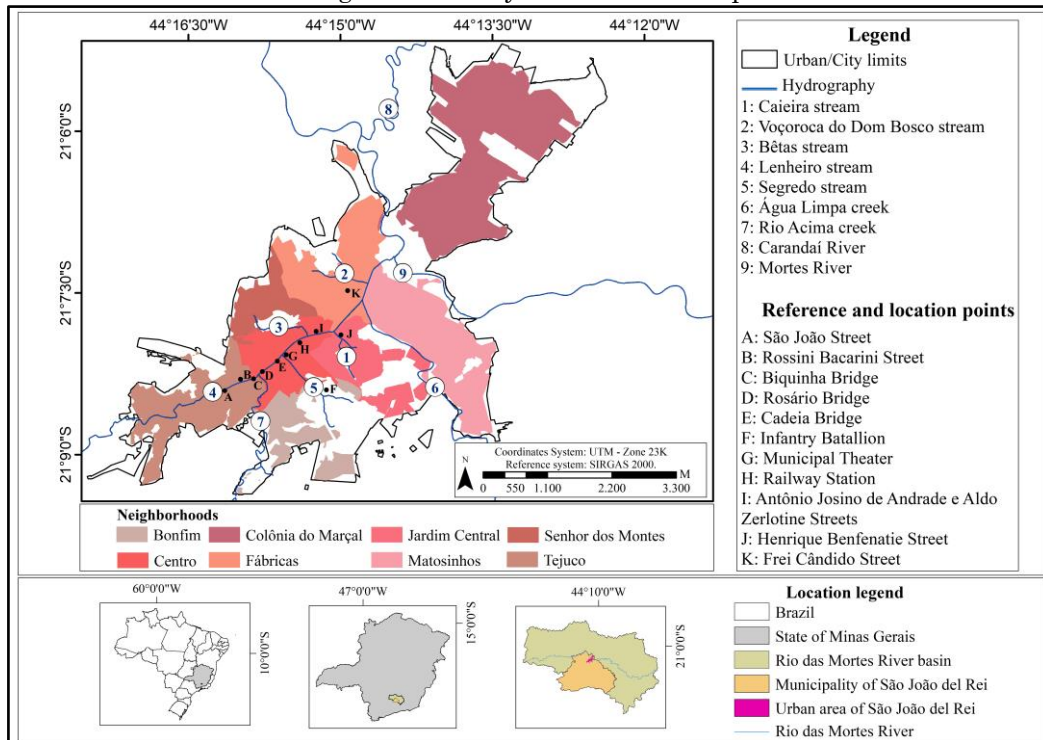 44°16'30"W 44°15'0"W 44°13'30"W 44°12'0"W
21°6'0"S
21°7'30"S
21°9'0"S
8
2
9
K
3
I
J
H
1
G
E
B
D
C
5
F
4
A
6
7
N
Coordinates System: UTM - Zone 23K
Reference system: SIRGAS 2000.
M
0 550 1.100 2.200 3.300
Neighborhoods
Bonfim Colônia do Marçal Jardim Central Senhor dos Montes
Centro Fábricas Matosinhos Tejuco
Legend
Urban/City limits
Hydrography
1: Caieira stream
2: Voçoroca do Dom Bosco stream
3: Bêtas stream
4: Lenheiro stream
5: Segredo stream
6: Água Limpa creek
7: Rio Acima creek
8: Carandaí River
9: Mortes River
Reference and location points
A: São João Street
B: Rossini Bacarini Street
C: Biquinha Bridge
D: Rosário Bridge
E: Cadeia Bridge
F: Infantry Batallion
G: Municipal Theater
H: Railway Station
I: Antônio Josino de Andrade e Aldo
Zerlotine Streets
J: Henrique Benfenatie Street
K: Frei Cândido Street
60°0'0"W
10°0'0"S
47°0'0"W
15°0'0"S
44°10'0"W
21°0'0"S
Location legend
Brazil
State of Minas Gerais
Rio das Mortes River basin
Municipality of São João del Rei
Urban area of São João del Rei
Rio das Mortes River